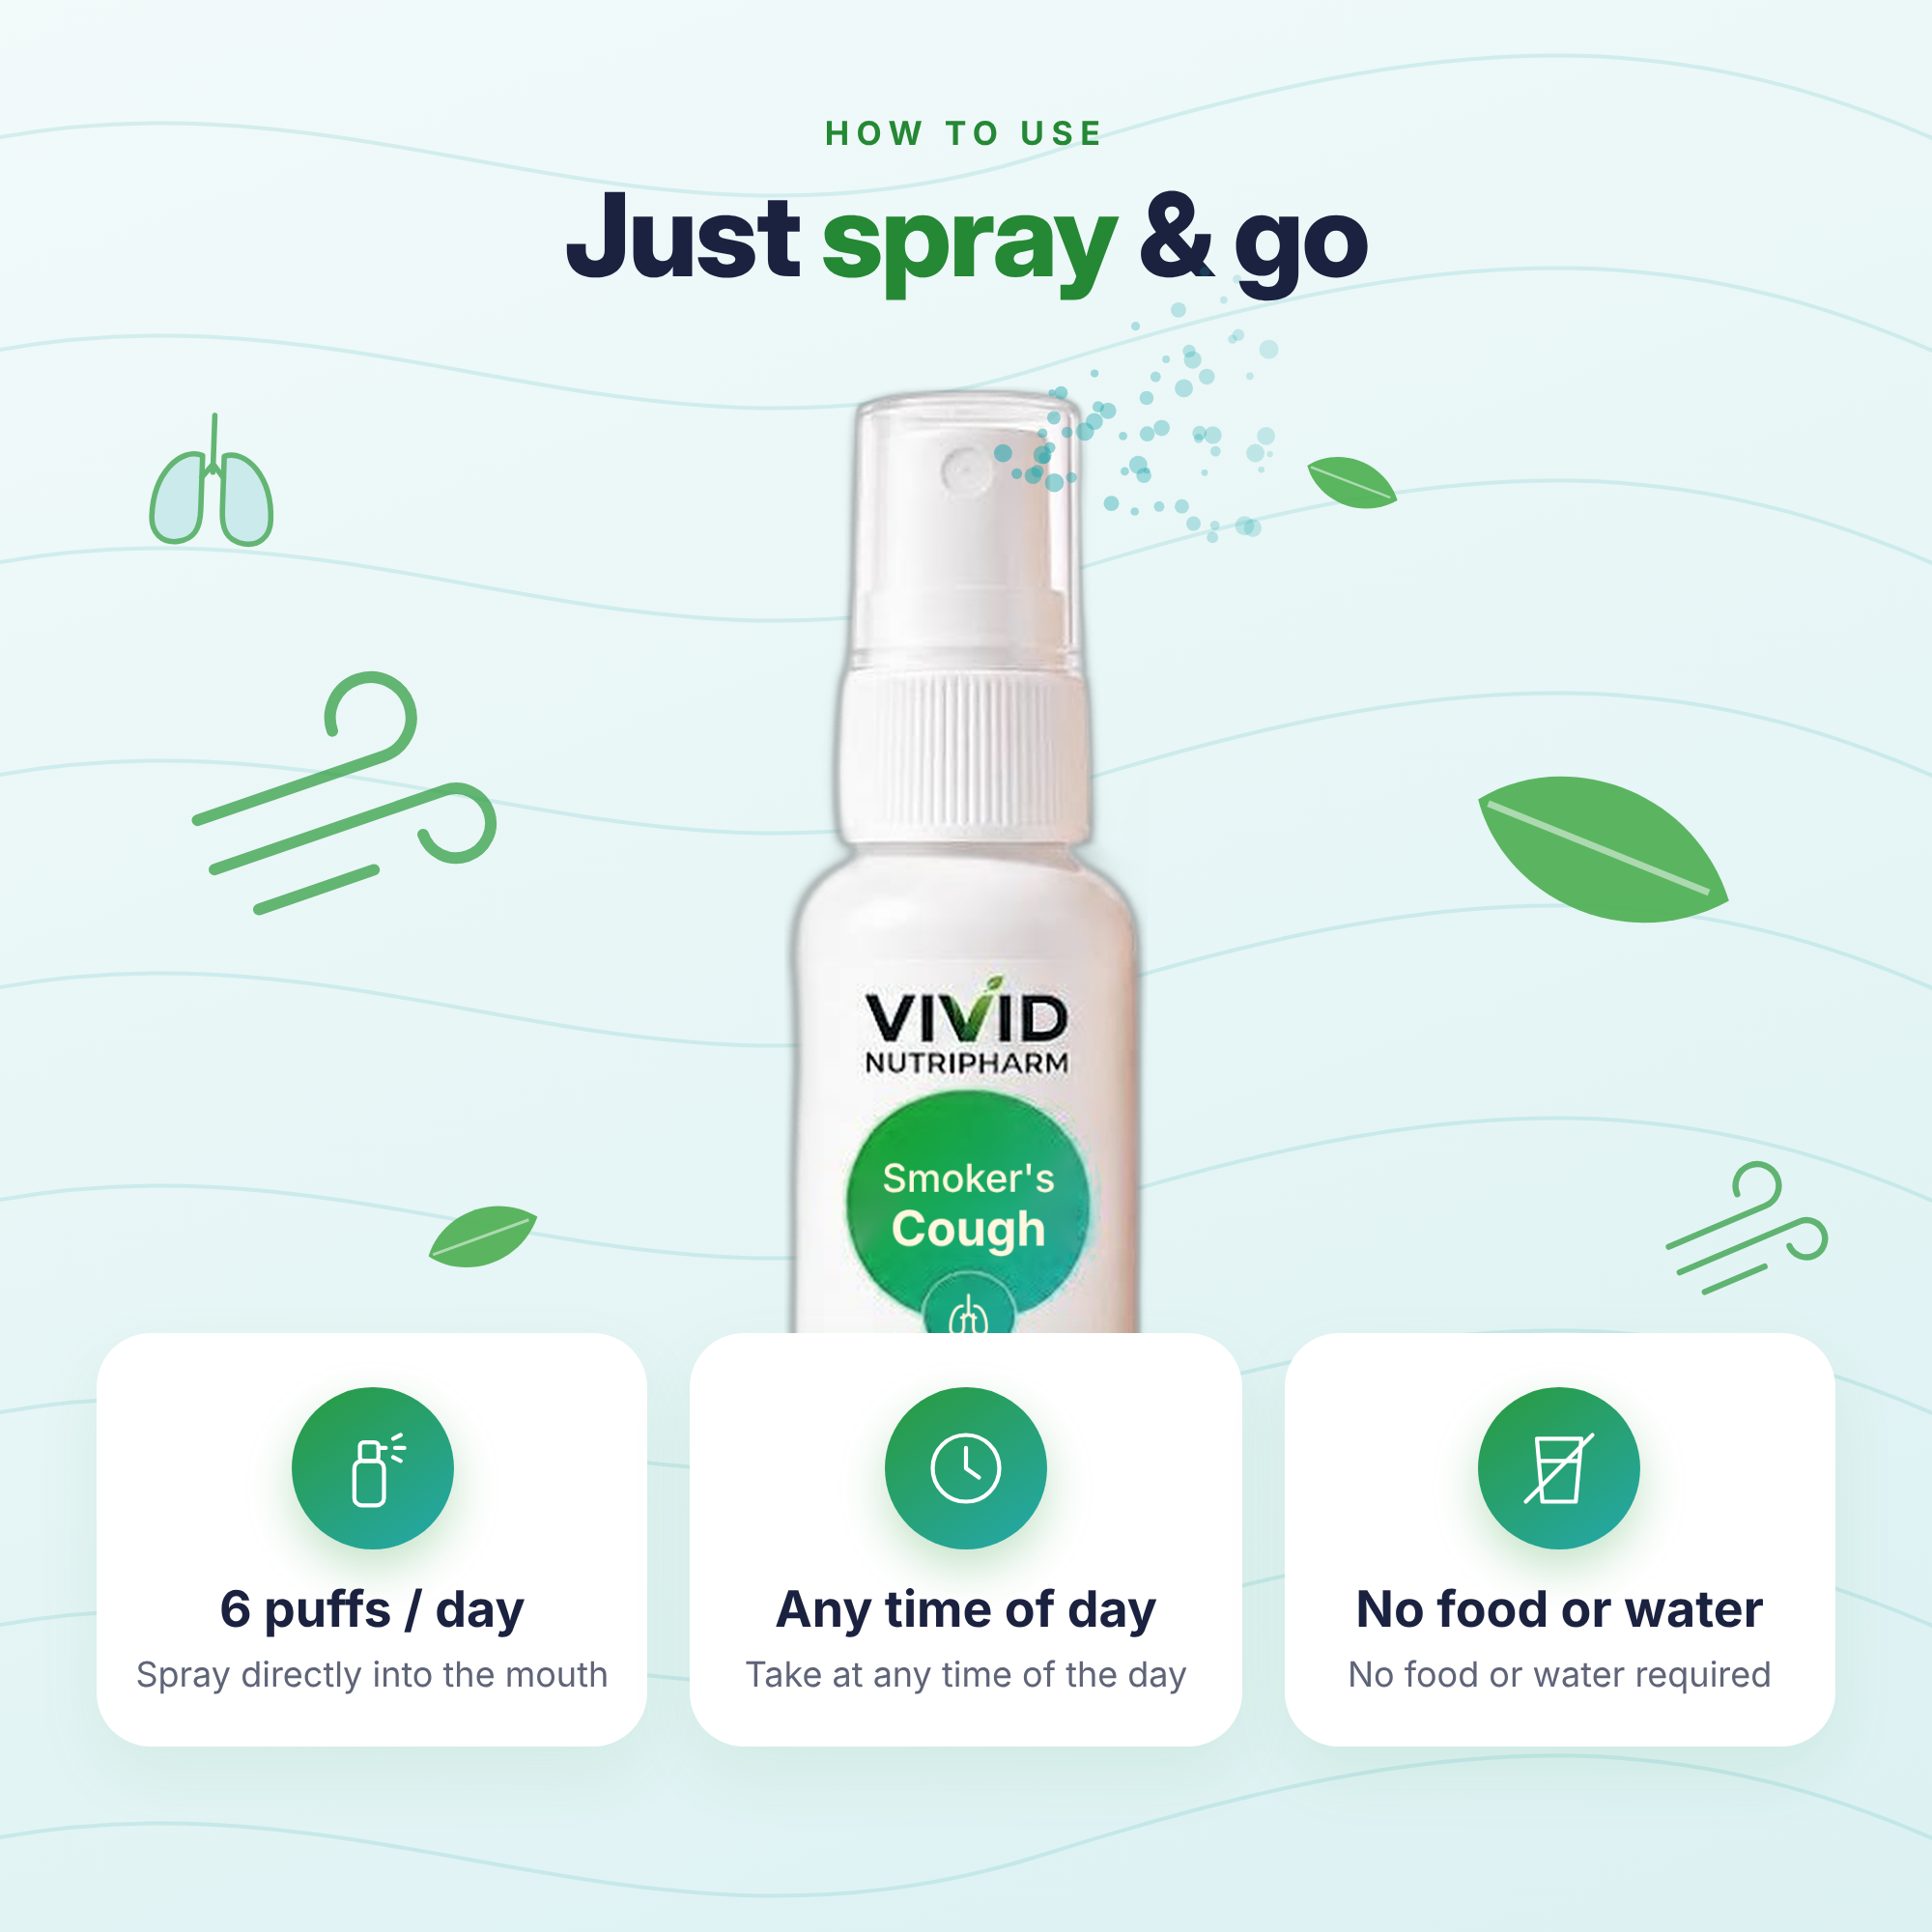 HOW TO USE
Just spray & go
VIVID
NUTRIPHARM
Smoker's
Cough
6 puffs / day
Spray directly into the mouth
Any time of day
Take at any time of the day
No food or water
No food or water required